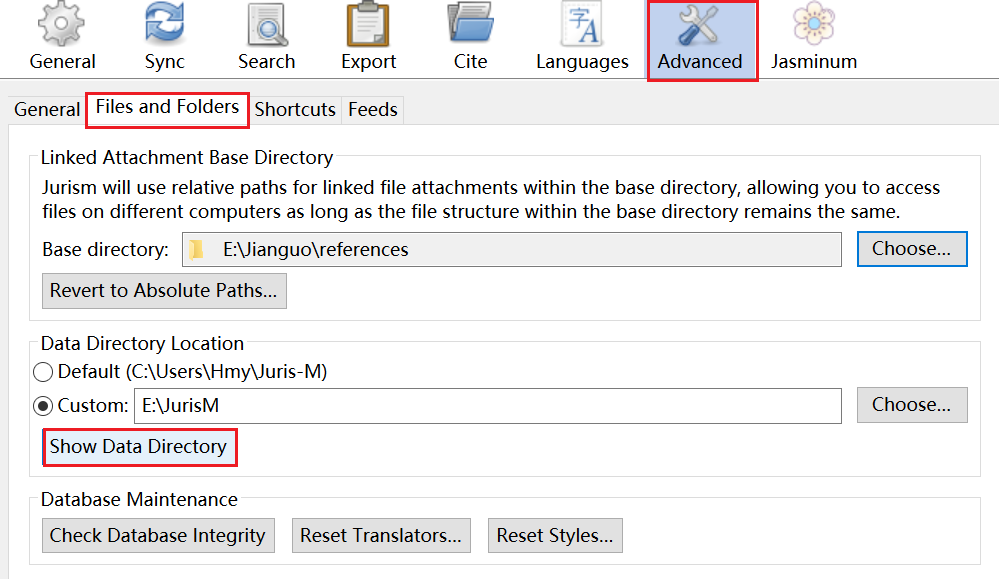 General Sync Search Export Cite Languages Advanced Jasminum
General Files and Folders Shortcuts Feeds
Linked Attachment Base Directory
Jurism will use relative paths for linked file attachments within the base directory, allowing you to access
files on different computers as long as the file structure within the base directory remains the same.
Base directory: E:\Jianguo\references Choose...
Revert to Absolute Paths...
Data Directory Location
Default (C:\Users\Hmy\Juris-M)
Custom: E:\JurisM Choose...
Show Data Directory
Database Maintenance
Check Database Integrity Reset Translators... Reset Styles...